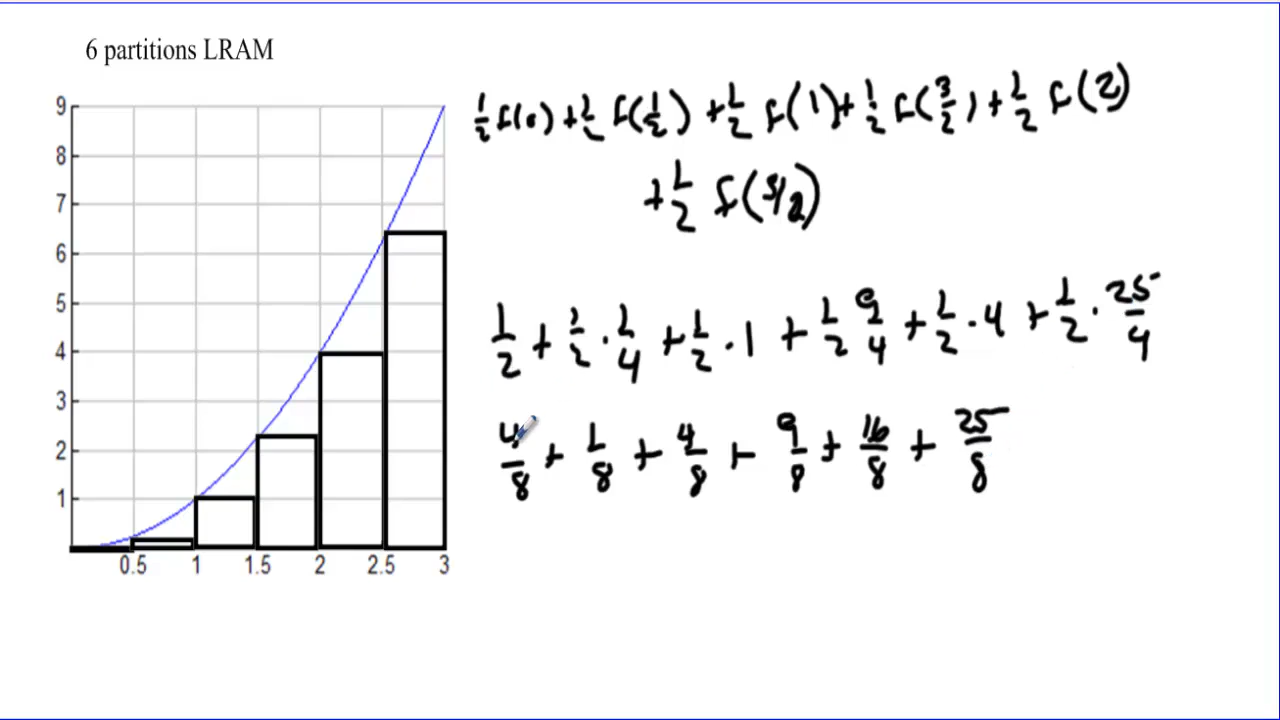 6 partitions LRAM
1/2 f(0) + 1/2 f(1/2) + 1/2 f(1) + 1/2 f(3/2) + 1/2 f(2)
+ 1/2 f(5/2)
1/2 + 1/2 · 1/4 + 1/2 · 1 + 1/2 9/4 + 1/2 · 4 + 1/2 · 25/4
4/8 + 1/8 + 4/8 + 9/8 + 16/8 + 25/8
9
8
7
6
5
4
3
2
1
0.5 1 1.5 2 2.5 3